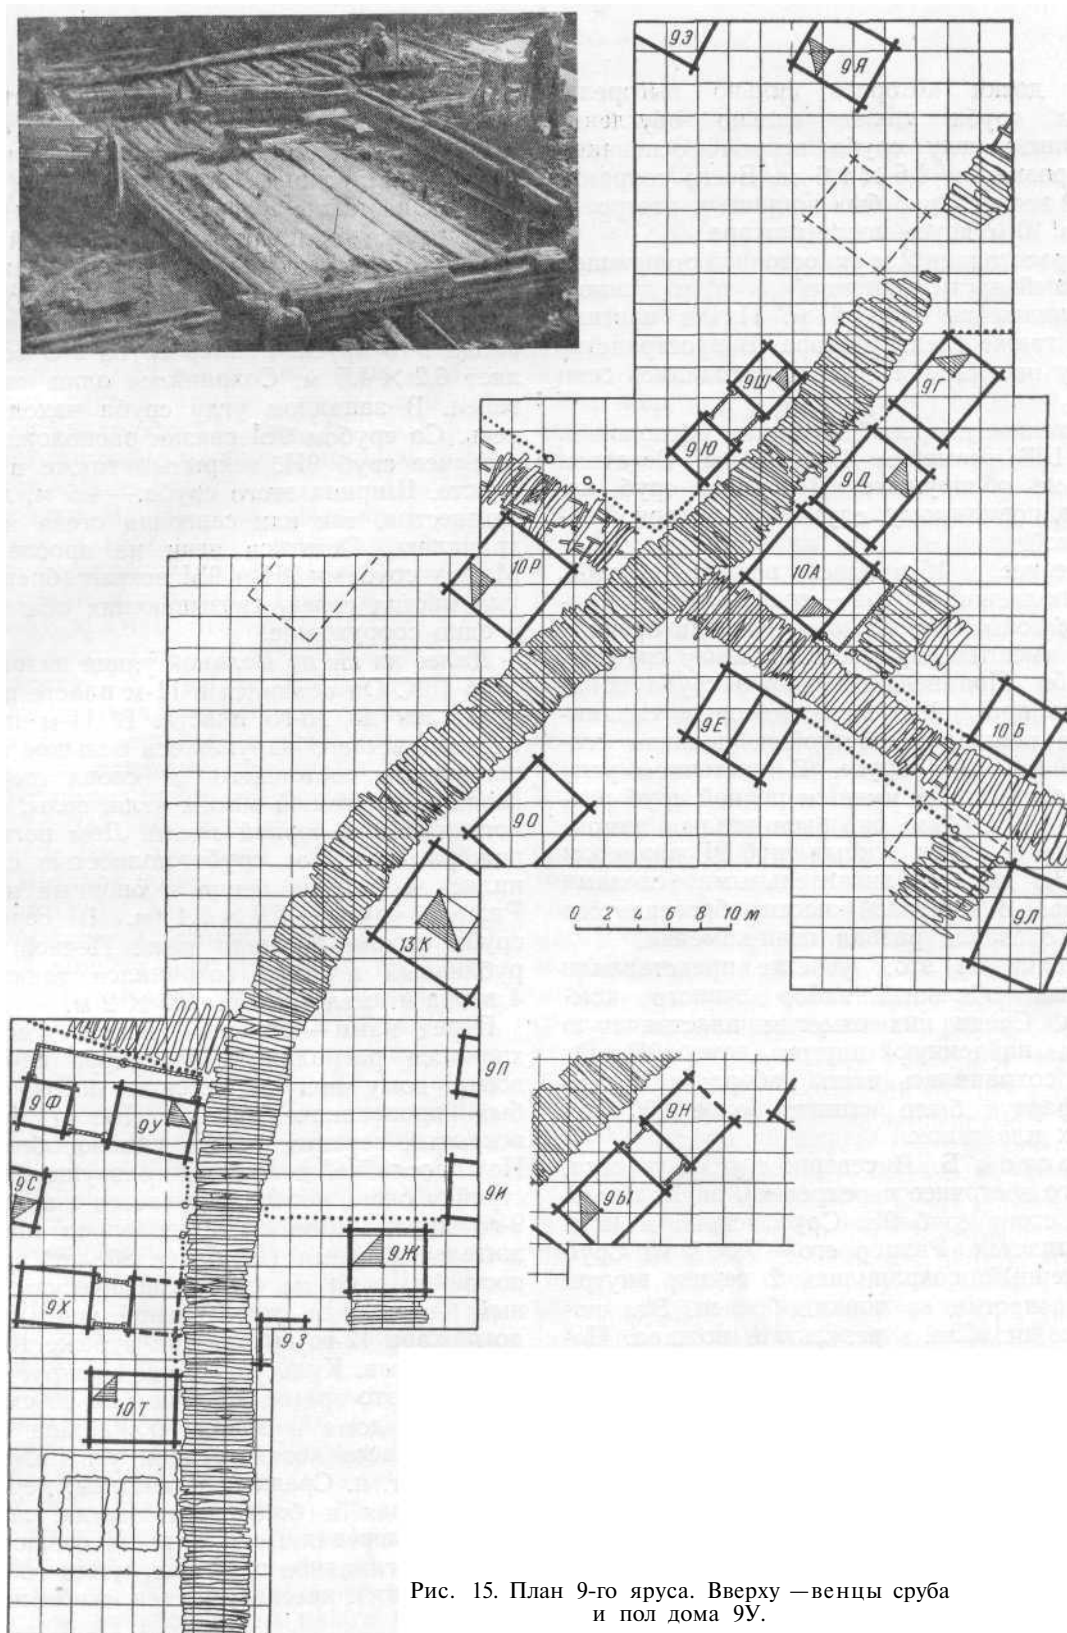 9З
9Я
9Ш
9Г
9Ю
9Д
10Р
10А
9Е
10Б
9О
0 2 4 6 8 10 м
9Л
13К
9П
9Ф
9У
9Н
9С
9И
9Ы
9Ж
9Х
9З
10Т
Рис. 15. План 9-го яруса. Вверху —венцы сруба
и пол дома 9У.